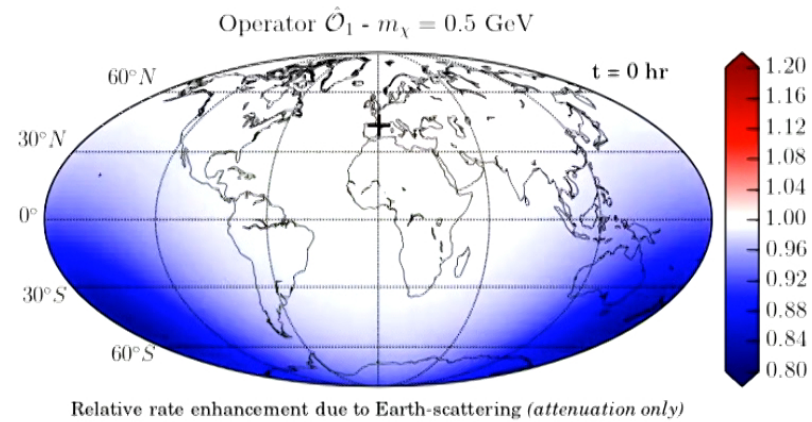 Operator Ô₁ - mᵪ = 0.5 GeV
t = 0 hr
60°N
30°N
0°
30°S
60°S
1.20
1.16
1.12
1.08
1.04
1.00
0.96
0.92
0.88
0.84
0.80
Relative rate enhancement due to Earth-scattering (attenuation only)